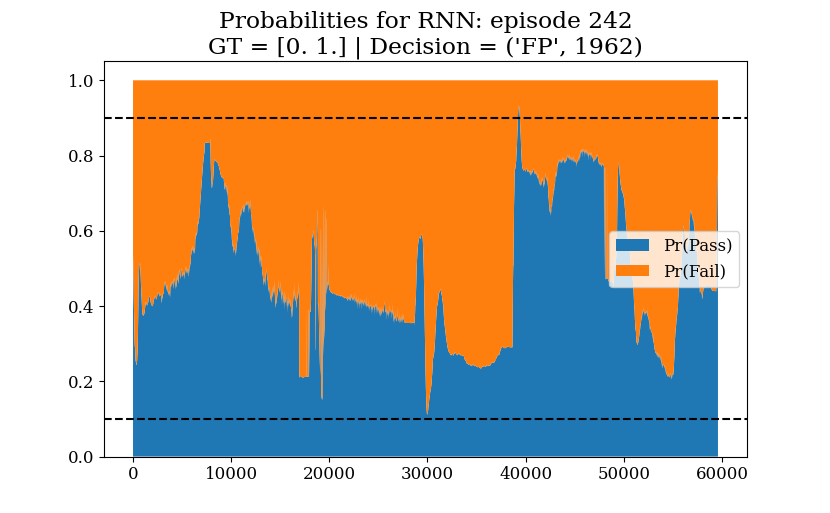 Probabilities for RNN: episode 242
GT = [0. 1.] | Decision = ('FP', 1962)
1.0
0.8
0.6
0.4
0.2
0.0
Pr(Pass)
Pr(Fail)
0 10000 20000 30000 40000 50000 60000